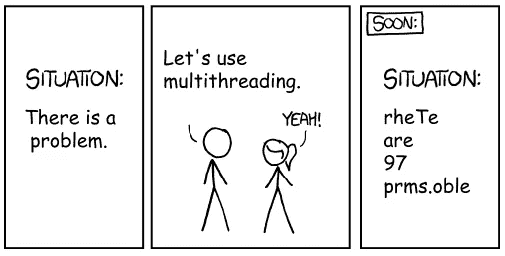 SITUATION:
There is a
problem.
Let's use
multithreading.
YEAH!
SOON:
SITUATION:
rheTe
are
97
prms.oble